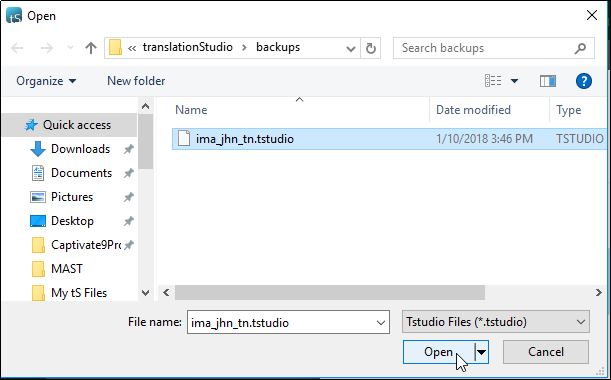 tS Open
« translationStudio › backups
Search backups
Organize
New folder
Name
Date modified
Type
Quick access
Downloads
Documents
Pictures
Desktop
Captivate9Pro
MAST
My tS Files
ima_jhn_tn.tstudio
1/10/2018 3:46 PM
TSTUDIO
File name:
ima_jhn_tn.tstudio
Tstudio Files (*.tstudio)
Open
Cancel